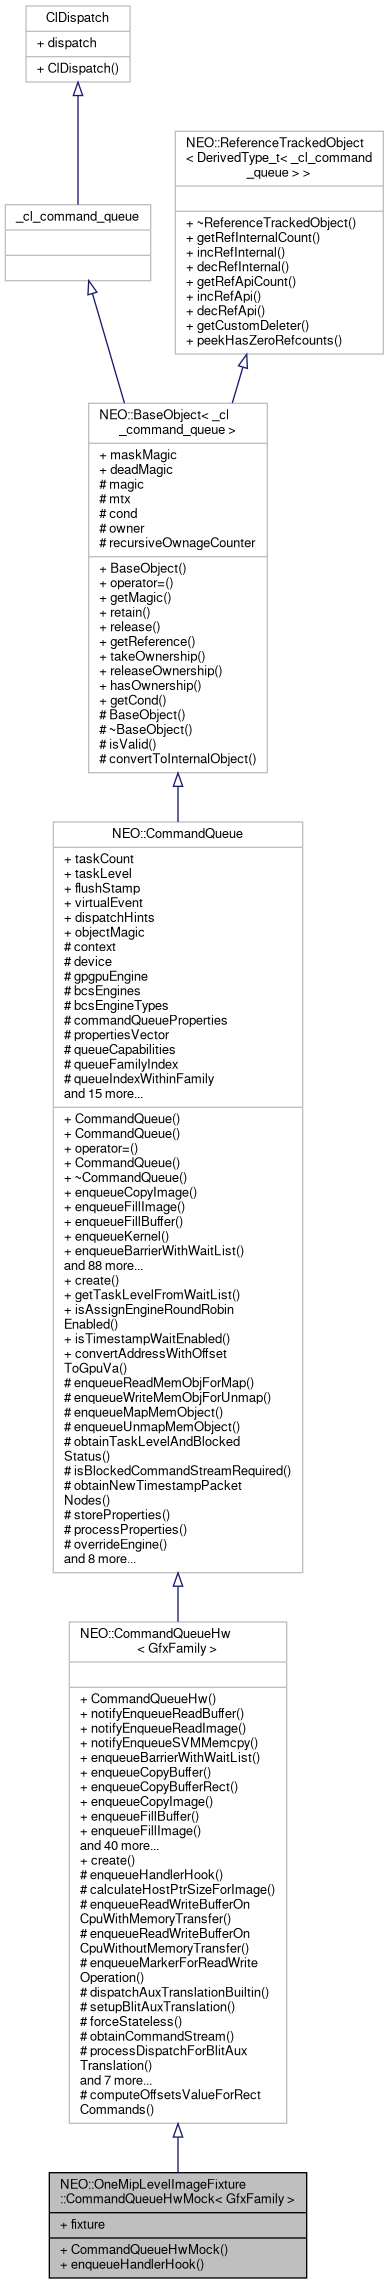 ClDispatch
+ dispatch
+ ClDispatch()
_cl_command_queue
NEO::ReferenceTrackedObject
< DerivedType_t< _cl_command
_queue > >
+ ~ReferenceTrackedObject()
+ getRefInternalCount()
+ incRefInternal()
+ decRefInternal()
+ getRefApiCount()
+ incRefApi()
+ decRefApi()
+ getCustomDeleter()
+ peekHasZeroRefcounts()
NEO::BaseObject< _cl
_command_queue >
+ maskMagic
+ deadMagic
# magic
# mtx
# cond
# owner
# recursiveOwnageCounter
+ BaseObject()
+ operator=()
+ getMagic()
+ retain()
+ release()
+ getReference()
+ takeOwnership()
+ releaseOwnership()
+ hasOwnership()
+ getCond()
# BaseObject()
# ~BaseObject()
# isValid()
# convertToInternalObject()
NEO::CommandQueue
+ taskCount
+ taskLevel
+ flushStamp
+ virtualEvent
+ dispatchHints
+ objectMagic
# context
# device
# gpgpuEngine
# bcsEngines
# bcsEngineTypes
# commandQueueProperties
# propertiesVector
# queueCapabilities
# queueFamilyIndex
# queueIndexWithinFamily
and 15 more...
+ CommandQueue()
+ CommandQueue()
+ operator=()
+ CommandQueue()
+ ~CommandQueue()
+ enqueueCopyImage()
+ enqueueFillImage()
+ enqueueFillBuffer()
+ enqueueKernel()
+ enqueueBarrierWithWaitList()
and 88 more...
+ create()
+ getTaskLevelFromWaitList()
+ isAssignEngineRoundRobin
Enabled()
+ isTimestampWaitEnabled()
+ convertAddressWithOffset
ToGpuVa()
# enqueueReadMemObjForMap()
# enqueueWriteMemObjForUnmap()
# enqueueMapMemObject()
# enqueueUnmapMemObject()
# obtainTaskLevelAndBlocked
Status()
# isBlockedCommandStreamRequired()
# obtainNewTimestampPacket
Nodes()
# storeProperties()
# processProperties()
# overrideEngine()
and 8 more...
NEO::CommandQueueHw
< GfxFamily >
+ CommandQueueHw()
+ notifyEnqueueReadBuffer()
+ notifyEnqueueReadImage()
+ notifyEnqueueSVMMemcpy()
+ enqueueBarrierWithWaitList()
+ enqueueCopyBuffer()
+ enqueueCopyBufferRect()
+ enqueueCopyImage()
+ enqueueFillBuffer()
+ enqueueFillImage()
and 40 more...
+ create()
# enqueueHandlerHook()
# calculateHostPtrSizeForImage()
# enqueueReadWriteBufferOn
CpuWithMemoryTransfer()
# enqueueReadWriteBufferOn
CpuWithoutMemoryTransfer()
# enqueueMarkerForReadWrite
Operation()
# dispatchAuxTranslationBuiltin()
# setupBlitAuxTranslation()
# forceStateless()
# obtainCommandStream()
# processDispatchForBlitAux
Translation()
and 7 more...
# computeOffsetsValueForRect
Commands()
NEO::OneMipLevelImageFixture
::CommandQueueHwMock< GfxFamily >
+ fixture
+ CommandQueueHwMock()
+ enqueueHandlerHook()